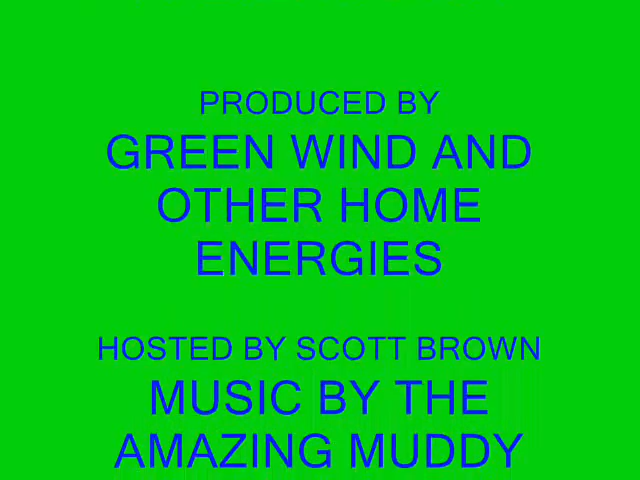 PRODUCED BY
GREEN WIND AND
OTHER HOME
ENERGIES
HOSTED BY SCOTT BROWN
MUSIC BY THE
AMAZING MUDDY